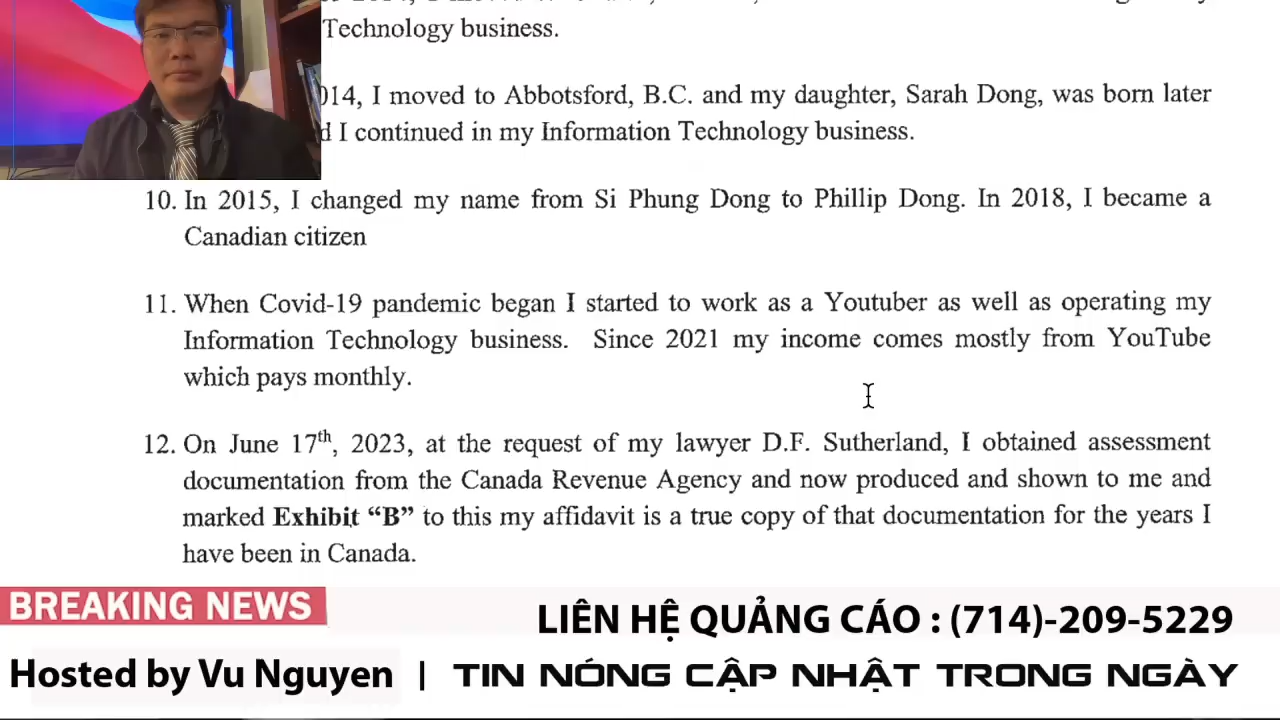 Technology business.
014, I moved to Abbotsford, B.C. and my daughter, Sarah Dong, was born later
d I continued in my Information Technology business.
10. In 2015, I changed my name from Si Phung Dong to Phillip Dong. In 2018, I became a
Canadian citizen
11. When Covid-19 pandemic began I started to work as a Youtuber as well as operating my
Information Technology business. Since 2021 my income comes mostly from YouTube
which pays monthly.
12. On June 17th, 2023, at the request of my lawyer D.F. Sutherland, I obtained assessment
documentation from the Canada Revenue Agency and now produced and shown to me and
marked Exhibit “B” to this my affidavit is a true copy of that documentation for the years I
have been in Canada.
BREAKING NEWS
LIÊN HỆ QUẢNG CÁO : (714)-209-5229
Hosted by Vu Nguyen | TIN NÓNG CẬP NHẬT TRONG NGÀY